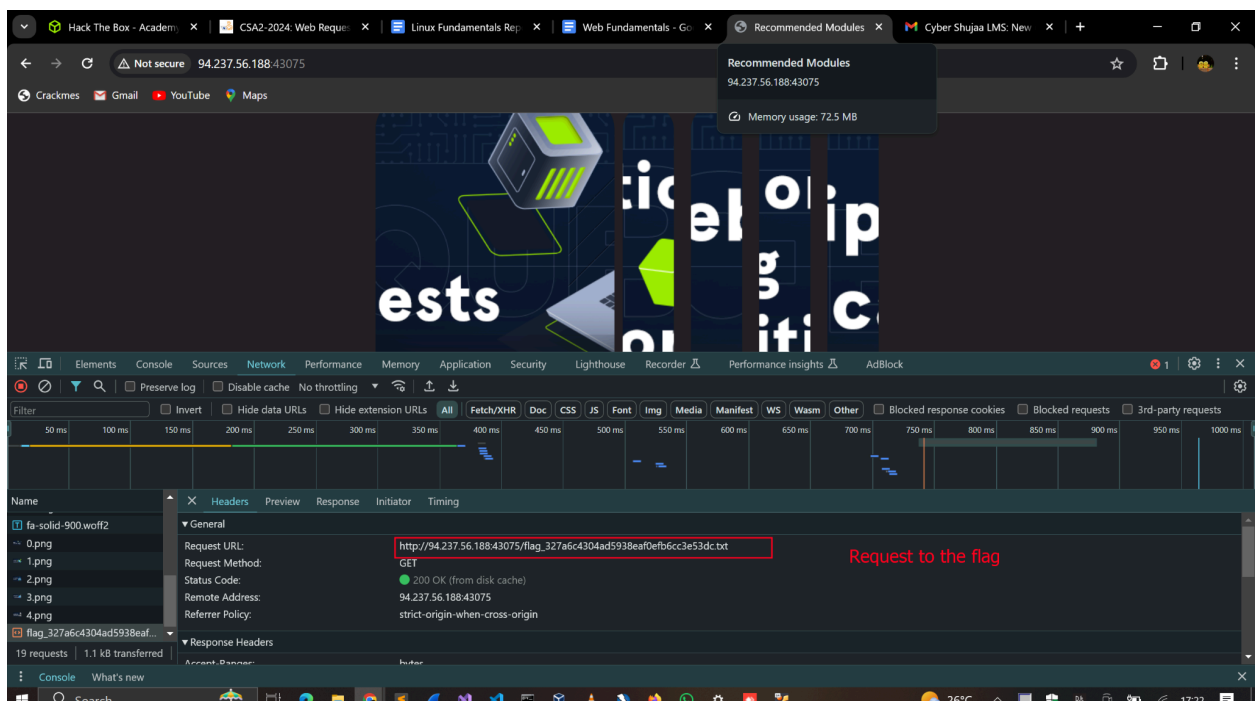 Hack The Box - Academy
CSA2-2024: Web Reques
Linux Fundamentals Rep
Web Fundamentals - Go
Recommended Modules
Cyber Shujaa LMS: New
Not secure 94.237.56.188:43075
Recommended Modules
94.237.56.188:43075
Memory usage: 72.5 MB
Crackmes Gmail YouTube Maps
ests
Elements Console Sources Network Performance Memory Application Security Lighthouse Recorder Performance insights AdBlock 1
Preserve log Disable cache No throttling
Filter Invert Hide data URLs Hide extension URLs All Fetch/XHR Doc CSS JS Font Img Media Manifest WS Wasm Other Blocked response cookies Blocked requests 3rd-party requests
50 ms 100 ms 150 ms 200 ms 250 ms 300 ms 350 ms 400 ms 450 ms 500 ms 550 ms 600 ms 650 ms 700 ms 750 ms 800 ms 850 ms 900 ms 950 ms 1000 ms
Name Headers Preview Response Initiator Timing
fa-solid-900.woff2
0.png
1.png
2.png
3.png
4.png
flag_327a6c4304ad5938eaf...
19 requests 1.1 kB transferred
General
Request URL: http://94.237.56.188:43075/flag_327a6c4304ad5938eaf0efb6cc3e53dc.txt
Request to the flag
Request Method: GET
Status Code: 200 OK (from disk cache)
Remote Address: 94.237.56.188:43075
Referrer Policy: strict-origin-when-cross-origin
Response Headers
Accept-Ranges: bytes
Console What's new
Search 26°C 17:22